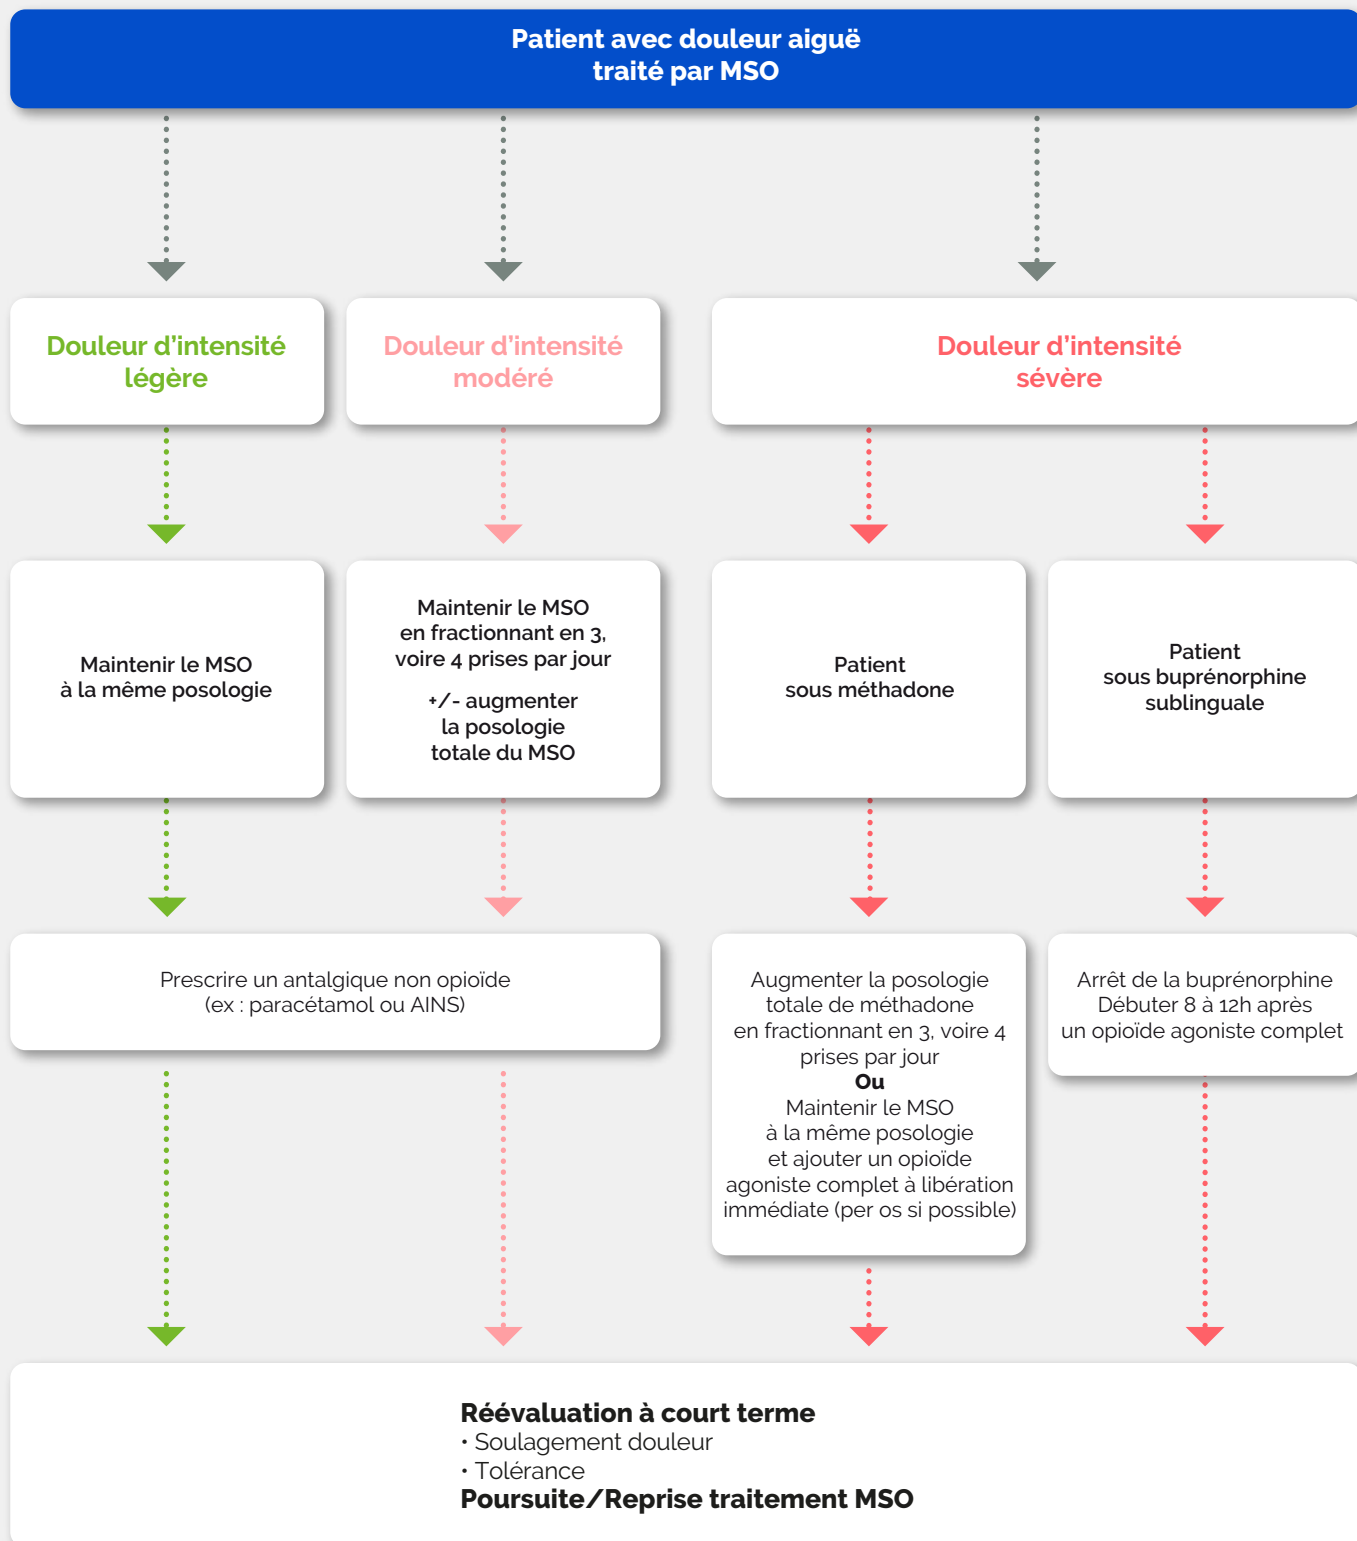 Patient avec douleur aiguë
traité par MSO
Douleur d’intensité
légère
Douleur d’intensité
modéré
Douleur d’intensité
sévère
Maintenir le MSO
à la même posologie
Maintenir le MSO
en fractionnant en 3,
voire 4 prises par jour
+/- augmenter
la posologie
totale du MSO
Patient
sous méthadone
Patient
sous buprénorphine
sublinguale
Prescrire un antalgique non opioïde
(ex : paracétamol ou AINS)
Augmenter la posologie
totale de méthadone
en fractionnant en 3, voire 4
prises par jour
Ou
Maintenir le MSO
à la même posologie
et ajouter un opioïde
agoniste complet à libération
immédiate (per os si possible)
Arrêt de la buprénorphine
Débuter 8 à 12h après
un opioïde agoniste complet
Réévaluation à court terme
• Soulagement douleur
• Tolérance
Poursuite/Reprise traitement MSO